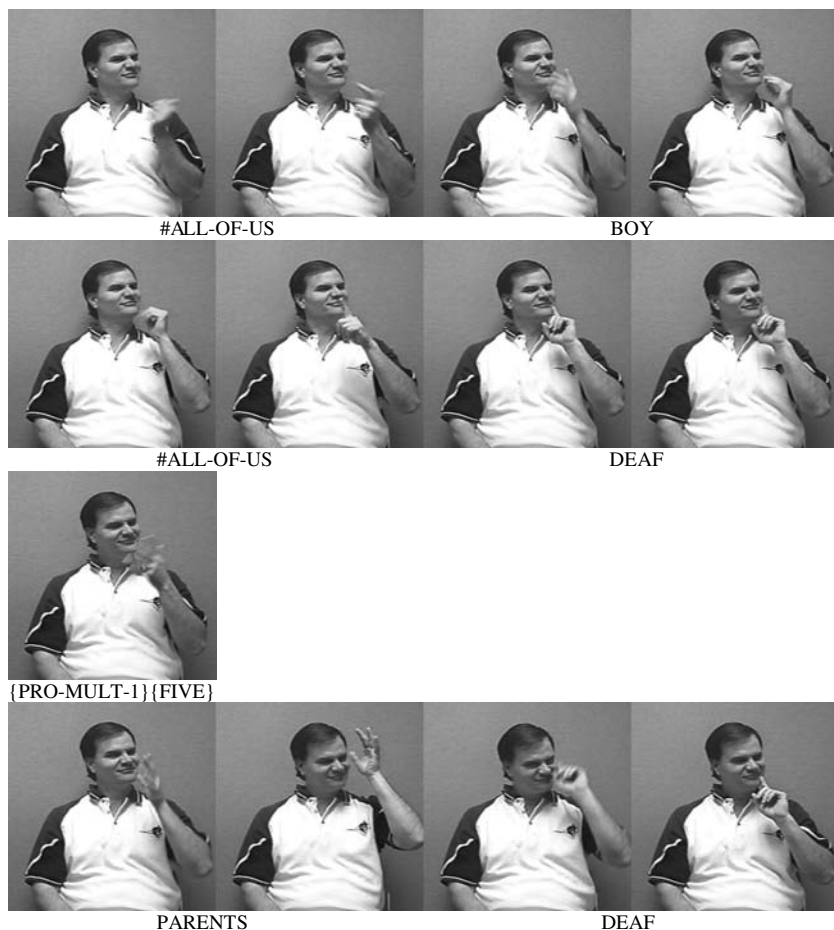 #ALL-OF-US BOY
#ALL-OF-US DEAF
{PRO-MULT-1}{FIVE}
PARENTS DEAF